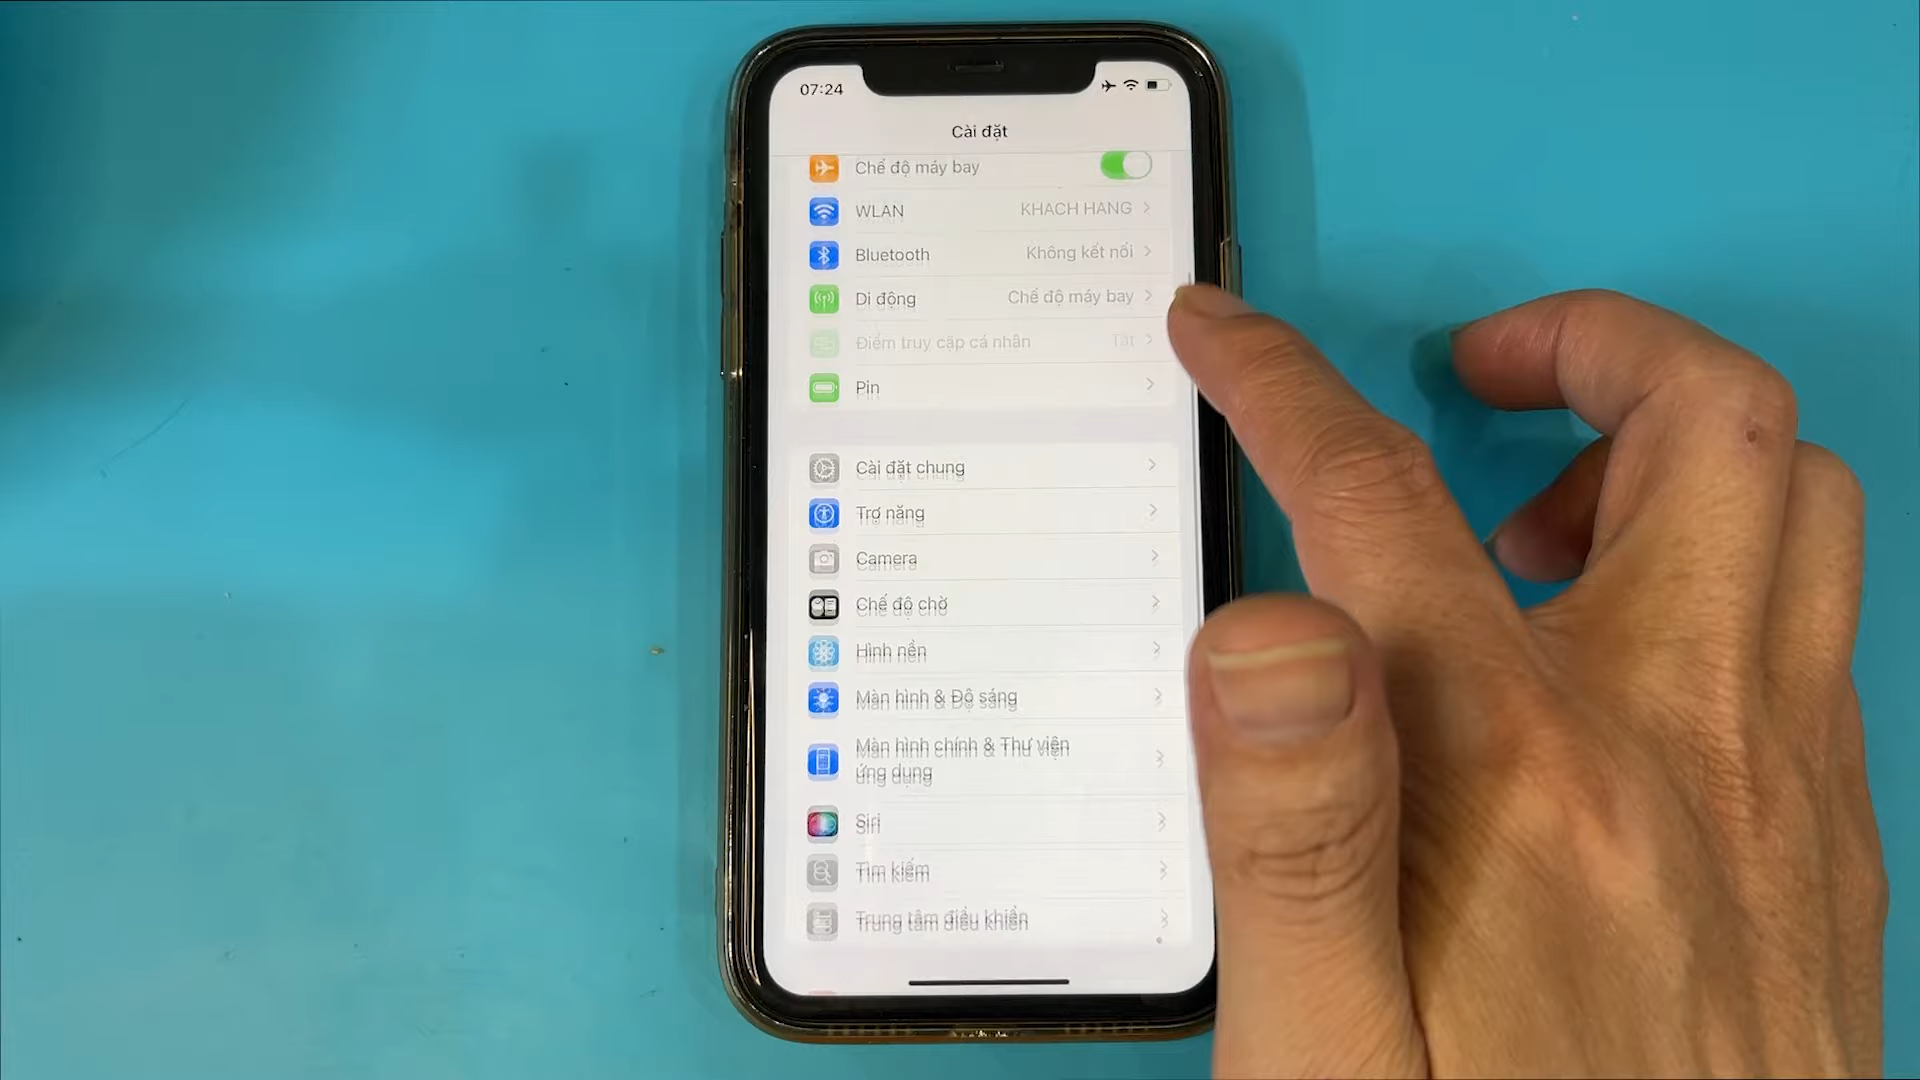 07:24
Cài đặt
Chế độ máy bay
WLAN KHACH HANG
Bluetooth Không kết nối
Di động Chế độ máy bay
Điểm truy cập cá nhân Tắt
Pin
Cài đặt chung
Trợ năng
Camera
Chế độ chờ
Hình nền
Màn hình & Độ sáng
Màn hình chính & Thư viện
ứng dụng
Siri
Tìm kiếm
Trung tâm điều khiển